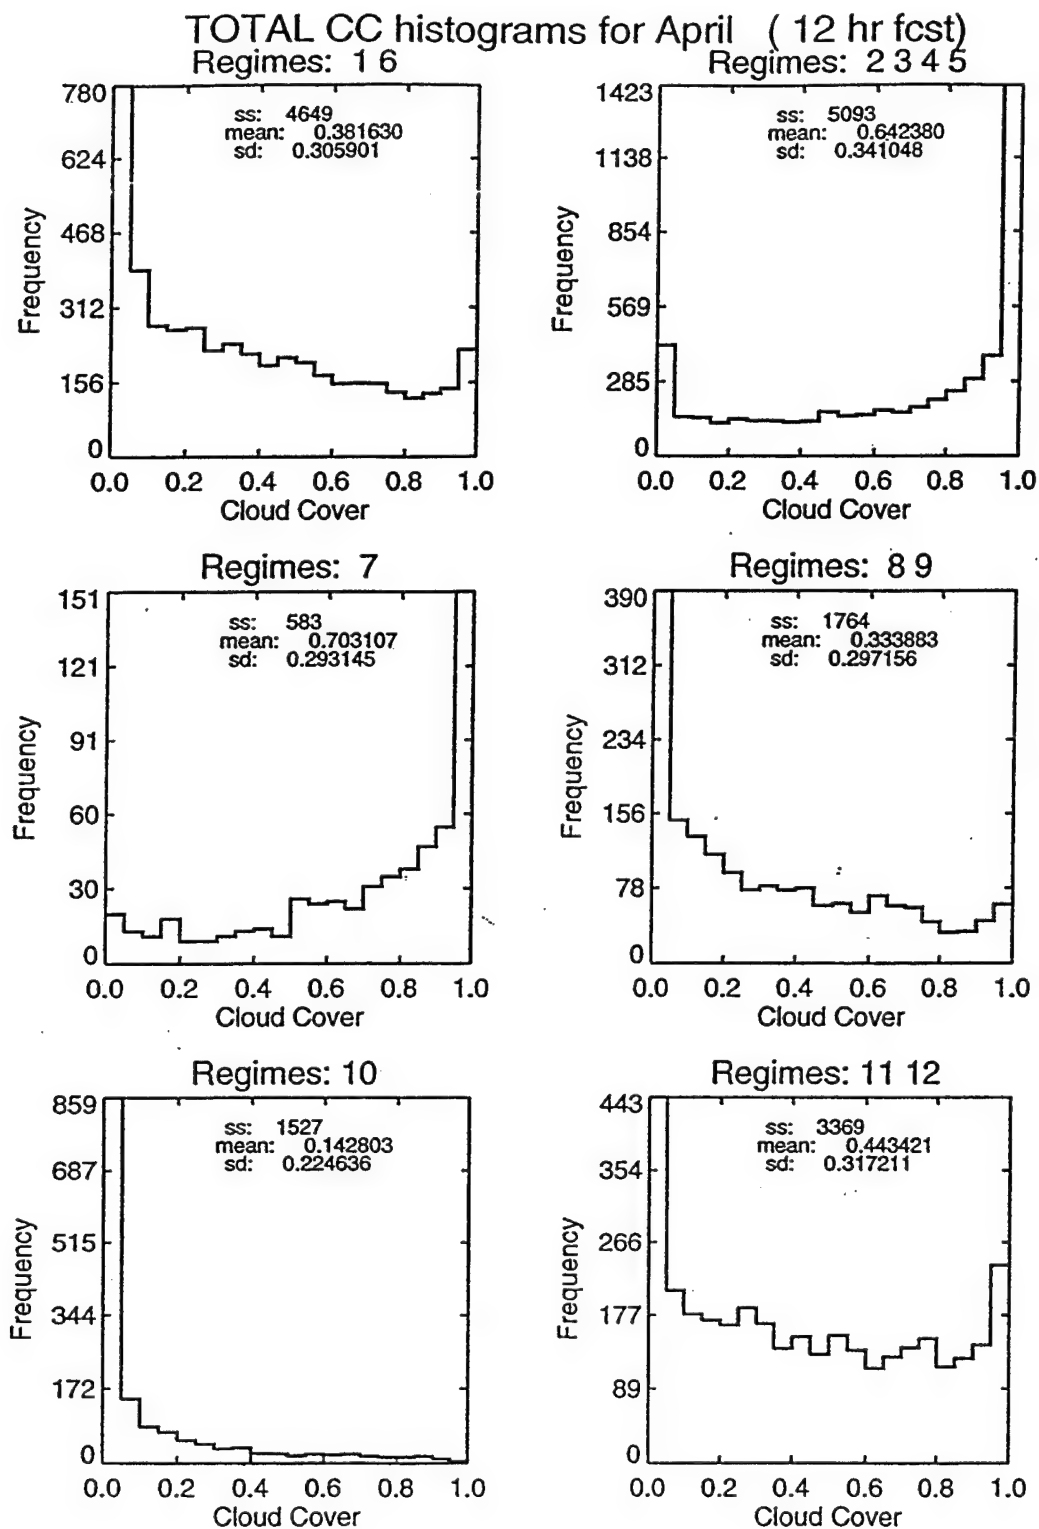 TOTAL CC histograms for April ( 12 hr fcst)
Regimes: 1 6
780
624
468
312
156
0
Frequency
ss: 4649
mean: 0.381630
sd: 0.305901
0.0 0.2 0.4 0.6 0.8 1.0
Cloud Cover
Regimes: 2 3 4 5
1423
1138
854
569
285
0
Frequency
ss: 5093
mean: 0.642380
sd: 0.341048
0.0 0.2 0.4 0.6 0.8 1.0
Cloud Cover
Regimes: 7
151
121
91
60
30
0
Frequency
ss: 583
mean: 0.703107
sd: 0.293145
0.0 0.2 0.4 0.6 0.8 1.0
Cloud Cover
Regimes: 8 9
390
312
234
156
78
0
Frequency
ss: 1764
mean: 0.333883
sd: 0.297156
0.0 0.2 0.4 0.6 0.8 1.0
Cloud Cover
Regimes: 10
859
687
515
344
172
0
Frequency
ss: 1527
mean: 0.142803
sd: 0.224636
0.0 0.2 0.4 0.6 0.8 1.0
Cloud Cover
Regimes: 11 12
443
354
266
177
89
0
Frequency
ss: 3369
mean: 0.443421
sd: 0.317211
0.0 0.2 0.4 0.6 0.8 1.0
Cloud Cover